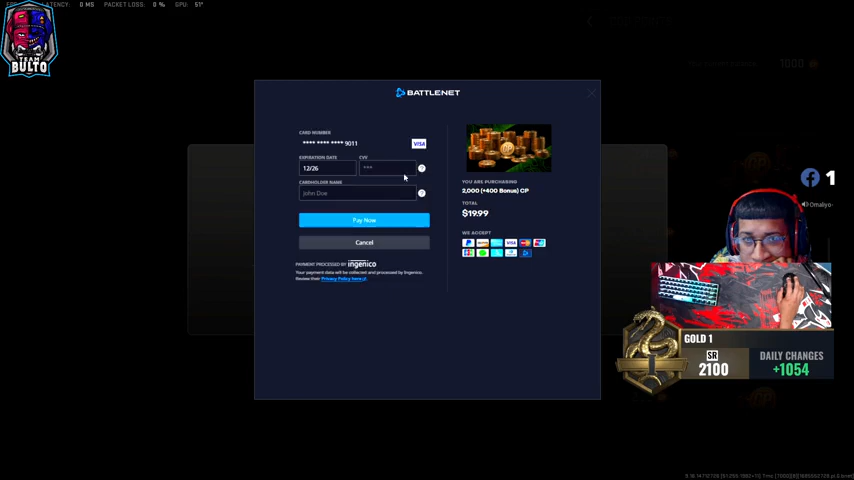 LATENCY: 0 MS PACKET LOSS: 0 % GPU: 51°
TEAM
BULTO
BATTLENET
CARD NUMBER
**** **** **** 9011
VISA
EXPIRATION DATE
CVV
12/26
***
?
CARDHOLDER NAME
John Doe
?
Pay Now
Cancel
PAYMENT PROCESSED BY ingenico
Your payment data will be collected and processed by Ingenico.
Review their Privacy Policy here
YOU ARE PURCHASING
2,000 (+400 Bonus) CP
TOTAL
$19.99
WE ACCEPT
1000
1
Omaliyo
GOLD 1
SR
2100
DAILY CHANGES
+1054